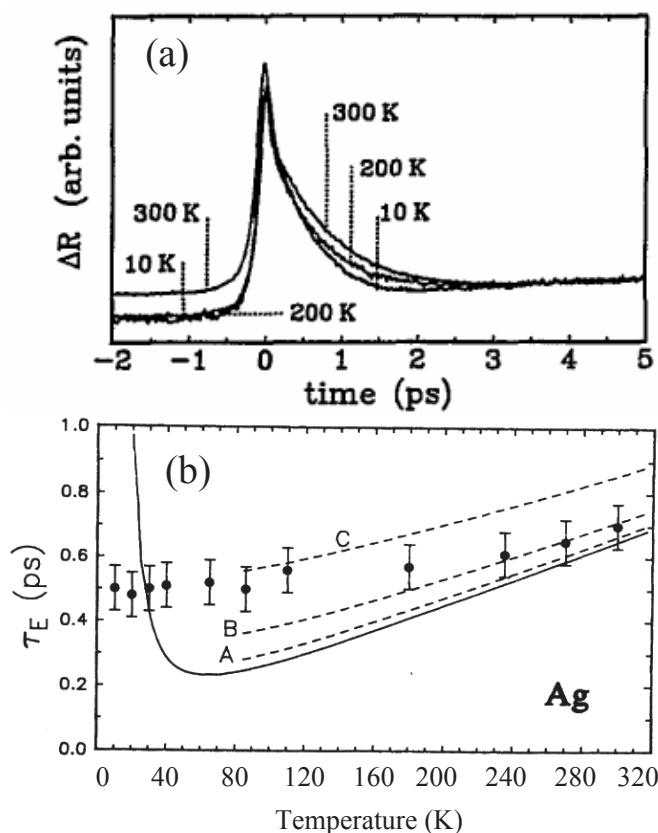 (a)
ΔR (arb. units)
300 K
200 K
10 K
300 K
10 K
200 K
−2 −1 0 1 2 3 4 5
time (ps)
(b)
1.0
0.8
0.6
0.4
0.2
0.0
τE (ps)
C
B
A
Ag
0 40 80 120 160 200 240 280 320
Temperature (K)